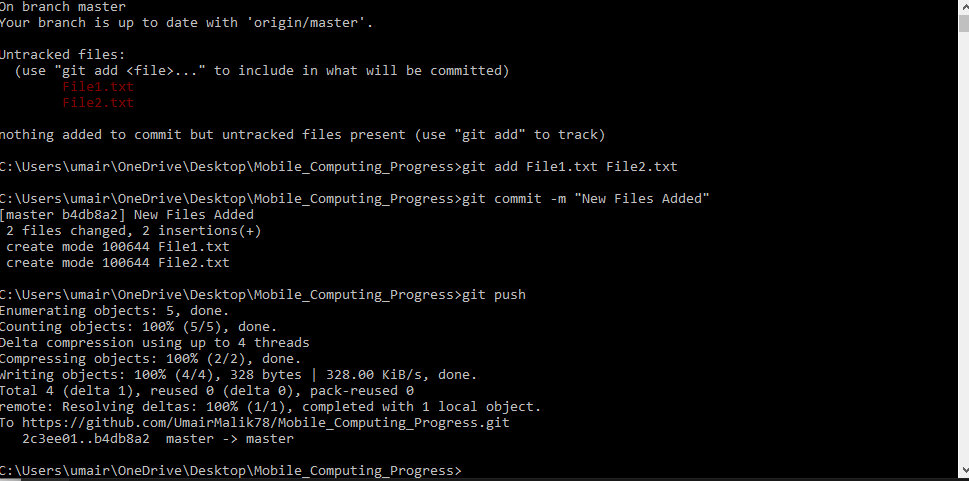 On branch master
Your branch is up to date with 'origin/master'.
Untracked files:
(use "git add <file>..." to include in what will be committed)
File1.txt
File2.txt
nothing added to commit but untracked files present (use "git add" to track)
C:\Users\umair\OneDrive\Desktop\Mobile_Computing_Progress>git add File1.txt File2.txt
C:\Users\umair\OneDrive\Desktop\Mobile_Computing_Progress>git commit -m "New Files Added"
[master b4db8a2] New Files Added
2 files changed, 2 insertions(+)
create mode 100644 File1.txt
create mode 100644 File2.txt
C:\Users\umair\OneDrive\Desktop\Mobile_Computing_Progress>git push
Enumerating objects: 5, done.
Counting objects: 100% (5/5), done.
Delta compression using up to 4 threads
Compressing objects: 100% (2/2), done.
Writing objects: 100% (4/4), 328 bytes | 328.00 KiB/s, done.
Total 4 (delta 1), reused 0 (delta 0), pack-reused 0
remote: Resolving deltas: 100% (1/1), completed with 1 local object.
To https://github.com/UmairMalik78/Mobile_Computing_Progress.git
2c3ee01..b4db8a2  master -> master
C:\Users\umair\OneDrive\Desktop\Mobile_Computing_Progress>